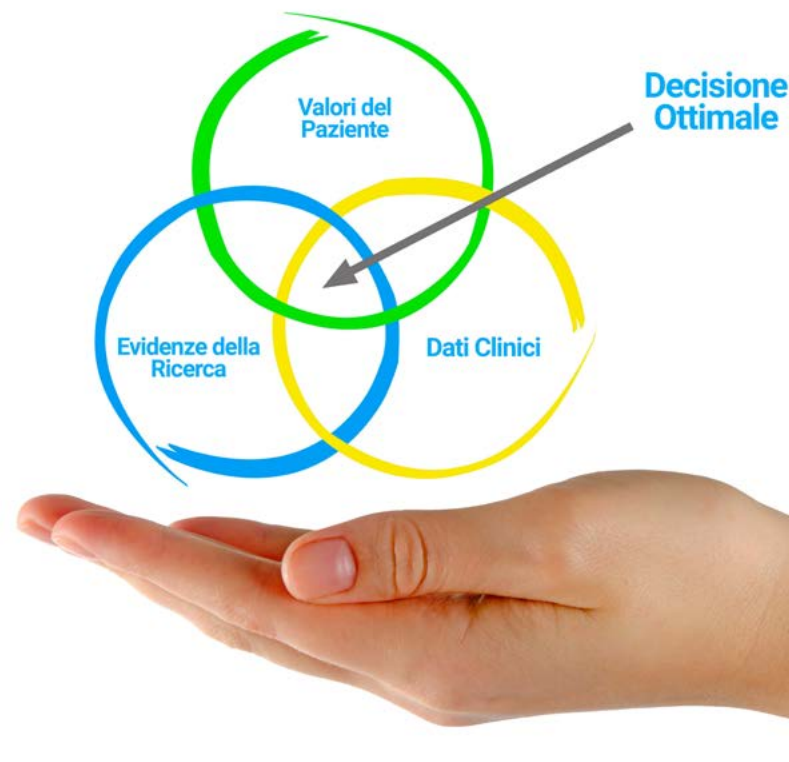 Valori del
Paziente
Decisione
Ottimale
Evidenze della
Ricerca
Dati Clinici